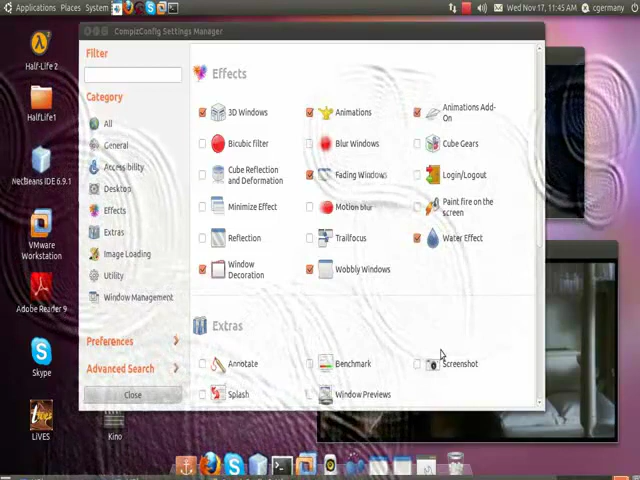 Applications Places System
Wed Nov 17, 11:45 AM
cgermany
CompizConfig Settings Manager
Half-Life 2
HalfLife1
NetBeans IDE 6.9.1
VMware
Workstation
Adobe Reader 9
Skype
LiVES
Kino
Filter
Category
All
General
Accessibility
Desktop
Effects
Extras
Image Loading
Utility
Window Management
Preferences
Advanced Search
Close
Effects
3D Windows
Animations
Animations Add-
On
Bicubic filter
Blur Windows
Cube Gears
Cube Reflection
and Deformation
Fading Windows
Login/Logout
Minimize Effect
Motion blur
Paint fire on the
screen
Reflection
Trailfocus
Water Effect
Window
Decoration
Wobbly Windows
Extras
Annotate
Benchmark
Screenshot
Splash
Window Previews